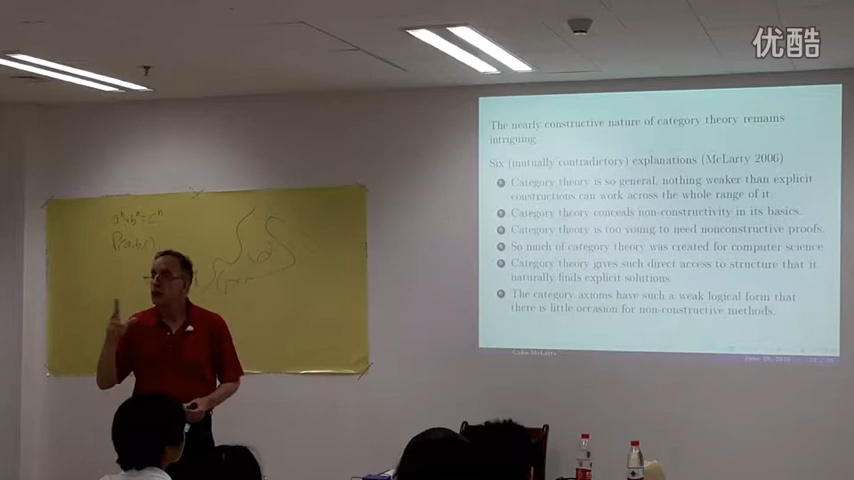 优酷
The nearly constructive nature of category theory remains
intriguing.
Six (mutually contradictory) explanations (McLarty 2006)
Category theory is so general, nothing weaker than explicit
constructions can work across the whole range of it.
Category theory conceals non-constructivity in its basics.
Category theory is too young to need nonconstructive proofs.
So much of category theory was created for computer science
Category theory gives such direct access to structure that it
naturally finds explicit solutions.
The category axioms have such a weak logical form that
there is little occasion for non-constructive methods.
Colin McLarty
aⁿ+bⁿ=cⁿ
P(a,b,c)